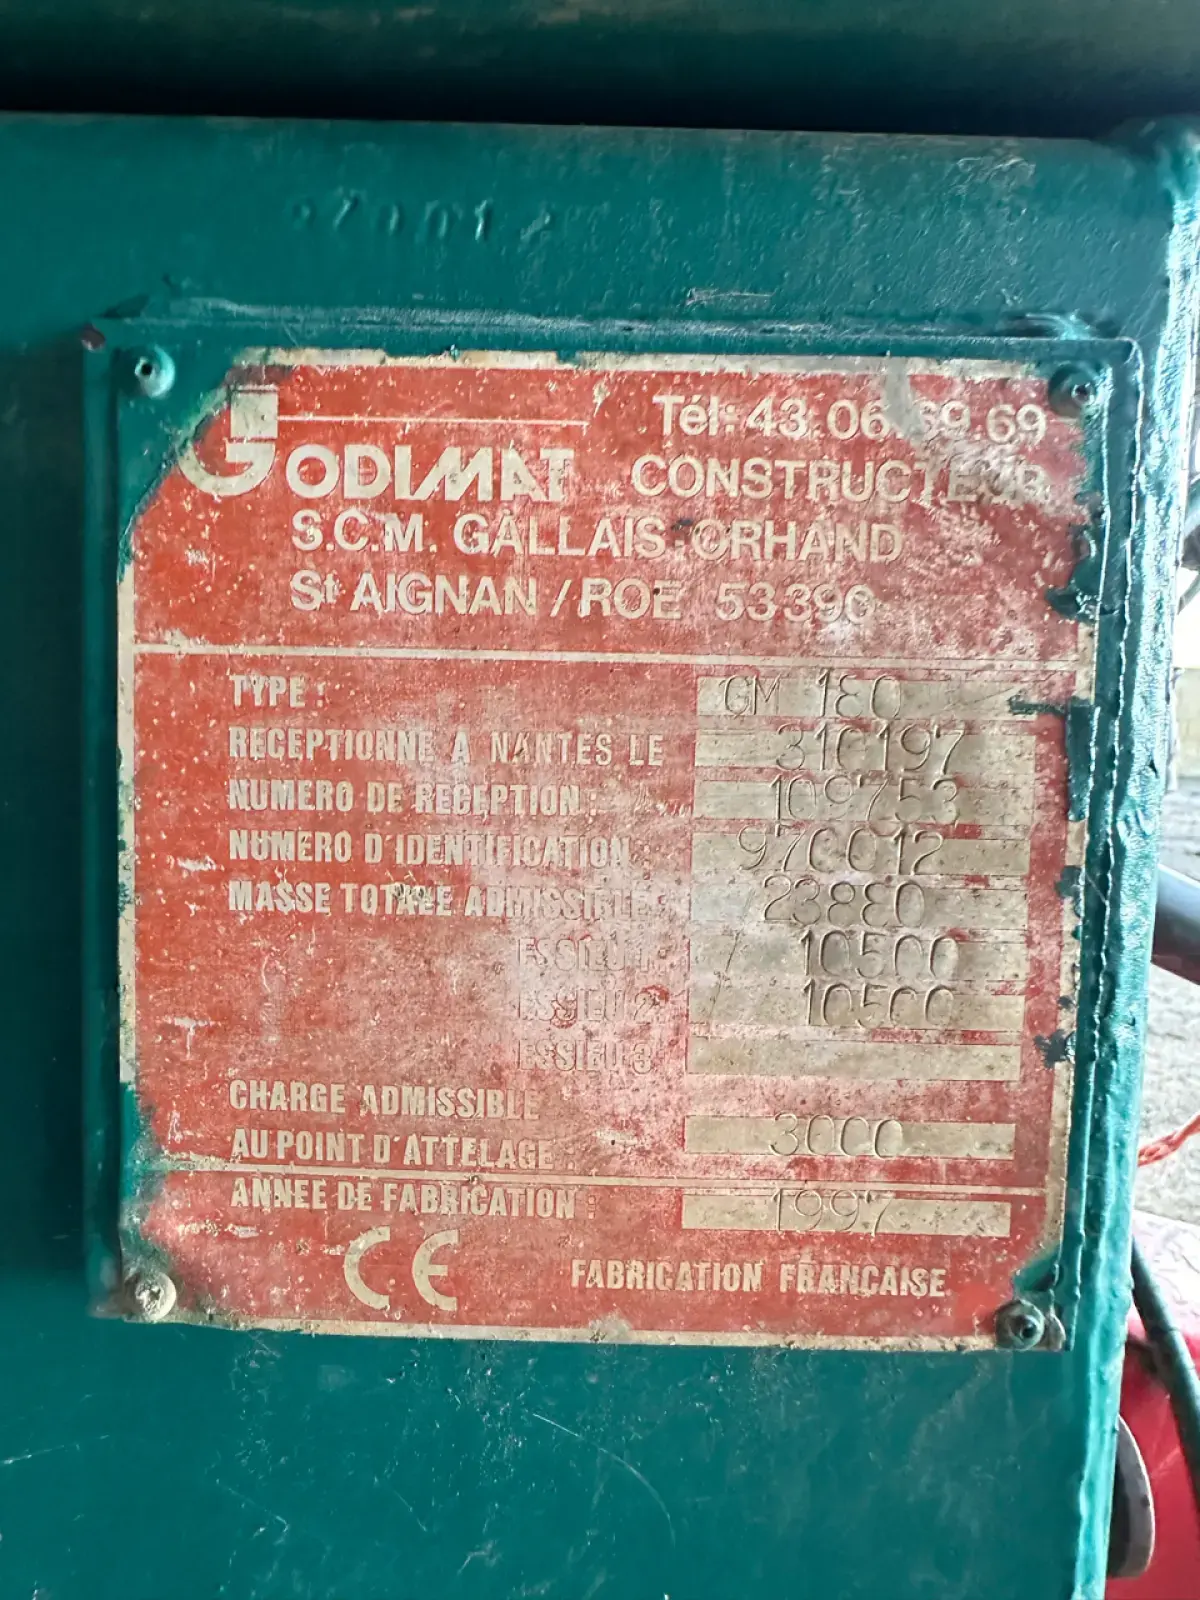 970012
Tél: 43.06.69.69
GODIMAT CONSTRUCTEUR
S.C.M. GALLAIS-ORHAND
St AIGNAN / ROE 53390
TYPE : GM 180
RECEPTIONNE A NANTES LE 310197
NUMERO DE RECEPTION : 109753
NUMERO D'IDENTIFICATION : 970012
MASSE TOTALE ADMISSIBLE 23880
ESSIEU 1 10500
ESSIEU 2 10500
ESSIEU 3
CHARGE ADMISSIBLE
AU POINT D'ATTELAGE : 3000
ANNEE DE FABRICATION : 1997
CE FABRICATION FRANCAISE